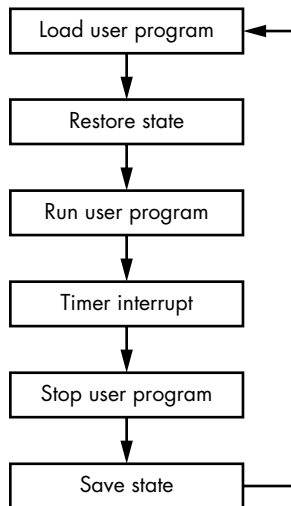 Load user program
Restore state
Run user program
Timer interrupt
Stop user program
Save state